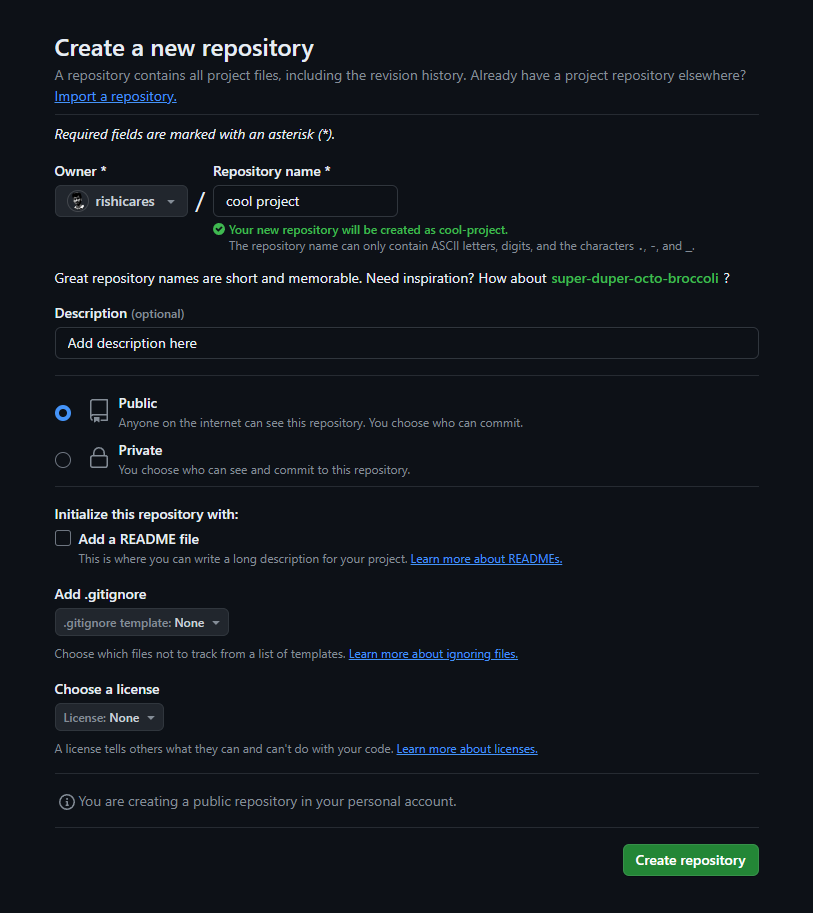 Create a new repository
A repository contains all project files, including the revision history. Already have a project repository elsewhere?
Import a repository.
Required fields are marked with an asterisk (*).
Owner * Repository name *
rishicares / cool project
Your new repository will be created as cool-project.
The repository name can only contain ASCII letters, digits, and the characters ., -, and _.
Great repository names are short and memorable. Need inspiration? How about super-duper-octo-broccoli ?
Description (optional)
Add description here
Public
Anyone on the internet can see this repository. You choose who can commit.
Private
You choose who can see and commit to this repository.
Initialize this repository with:
Add a README file
This is where you can write a long description for your project. Learn more about READMEs.
Add .gitignore
.gitignore template: None
Choose which files not to track from a list of templates. Learn more about ignoring files.
Choose a license
License: None
A license tells others what they can and can't do with your code. Learn more about licenses.
You are creating a public repository in your personal account.
Create repository